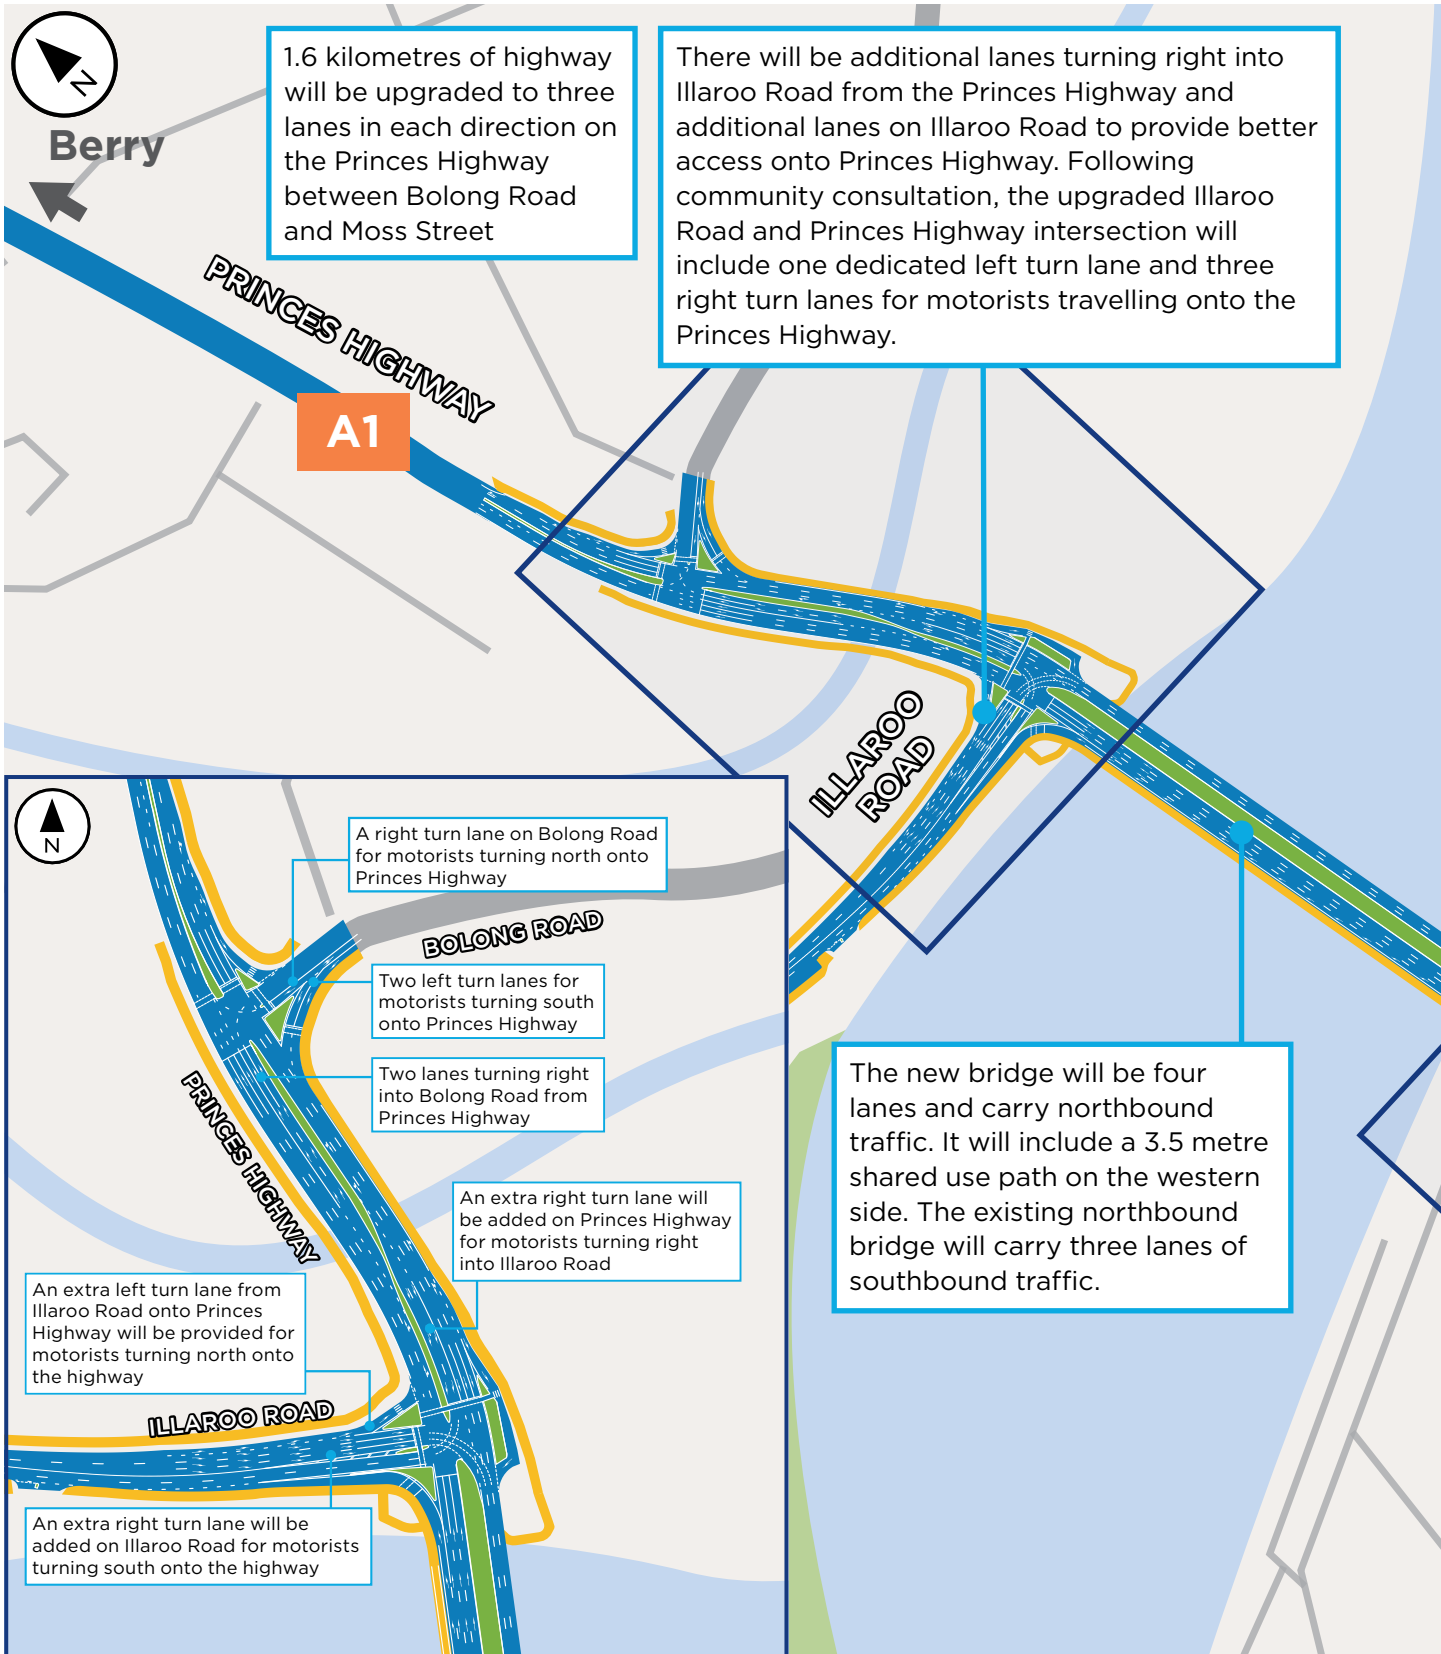 N
Berry
1.6 kilometres of highway
will be upgraded to three
lanes in each direction on
the Princes Highway
between Bolong Road
and Moss Street
There will be additional lanes turning right into
Illaroo Road from the Princes Highway and
additional lanes on Illaroo Road to provide better
access onto Princes Highway. Following
community consultation, the upgraded Illaroo
Road and Princes Highway intersection will
include one dedicated left turn lane and three
right turn lanes for motorists travelling onto the
Princes Highway.
PRINCES HIGHWAY
A1
ILLAROO
ROAD
N
A right turn lane on Bolong Road
for motorists turning north onto
Princes Highway
BOLONG ROAD
Two left turn lanes for
motorists turning south
onto Princes Highway
Two lanes turning right
into Bolong Road from
Princes Highway
PRINCES HIGHWAY
An extra right turn lane will
be added on Princes Highway
for motorists turning right
into Illaroo Road
An extra left turn lane from
Illaroo Road onto Princes
Highway will be provided for
motorists turning north onto
the highway
ILLAROO ROAD
An extra right turn lane will be
added on Illaroo Road for motorists
turning south onto the highway
The new bridge will be four
lanes and carry northbound
traffic. It will include a 3.5 metre
shared use path on the western
side. The existing northbound
bridge will carry three lanes of
southbound traffic.